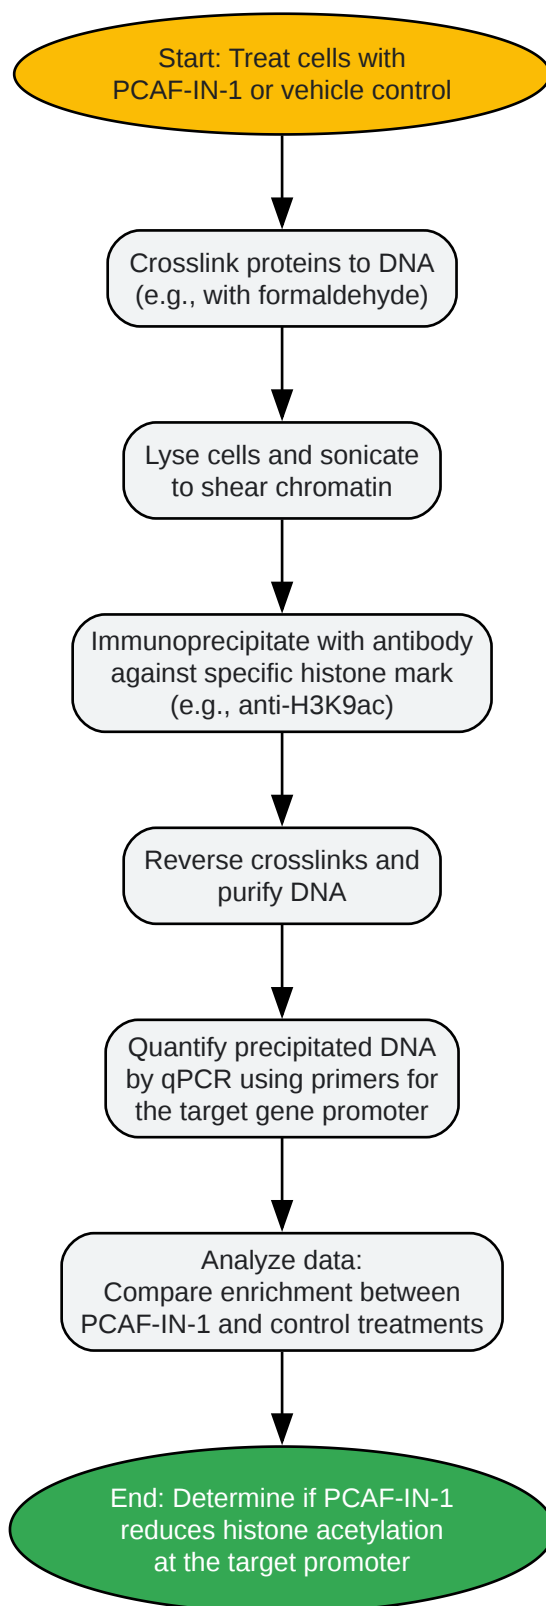 Start: Treat cells with
PCAF-IN-1 or vehicle control
Crosslink proteins to DNA
(e.g., with formaldehyde)
Lyse cells and sonicate
to shear chromatin
Immunoprecipitate with antibody
against specific histone mark
(e.g., anti-H3K9ac)
Reverse crosslinks and
purify DNA
Quantify precipitated DNA
by qPCR using primers for
the target gene promoter
Analyze data:
Compare enrichment between
PCAF-IN-1 and control treatments
End: Determine if PCAF-IN-1
reduces histone acetylation
at the target promoter